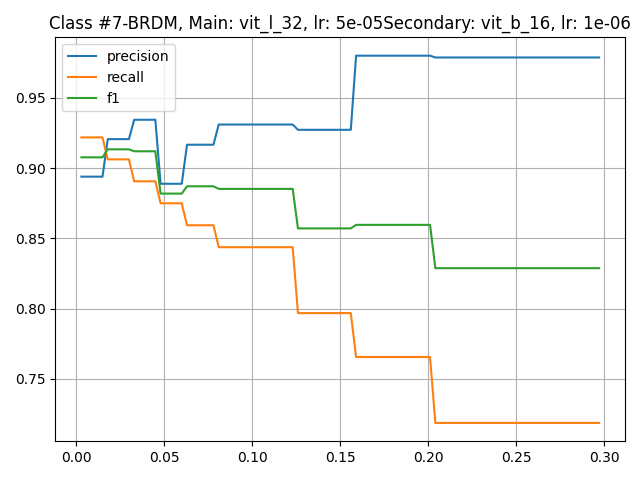 Class #7-BRDM, Main: vit_l_32, lr: 5e-05Secondary: vit_b_16, lr: 1e-06
precision
recall
f1
0.95
0.90
0.85
0.80
0.75
0.00 0.05 0.10 0.15 0.20 0.25 0.30